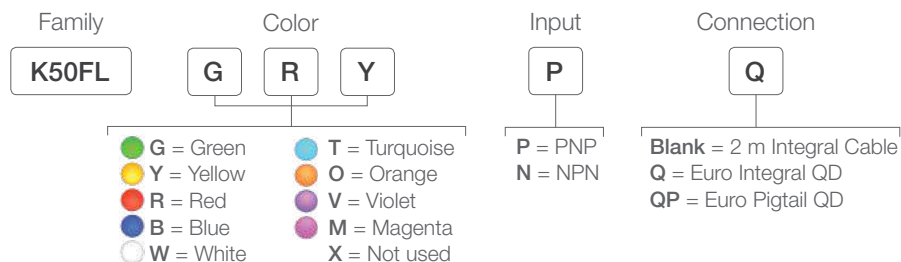 Family
Color
Input
Connection
K50FL
G
R
Y
P
Q
G = Green
Y = Yellow
R = Red
B = Blue
W = White
T = Turquoise
O = Orange
V = Violet
M = Magenta
X = Not used
P = PNP
N = NPN
Blank = 2 m Integral Cable
Q = Euro Integral QD
QP = Euro Pigtail QD